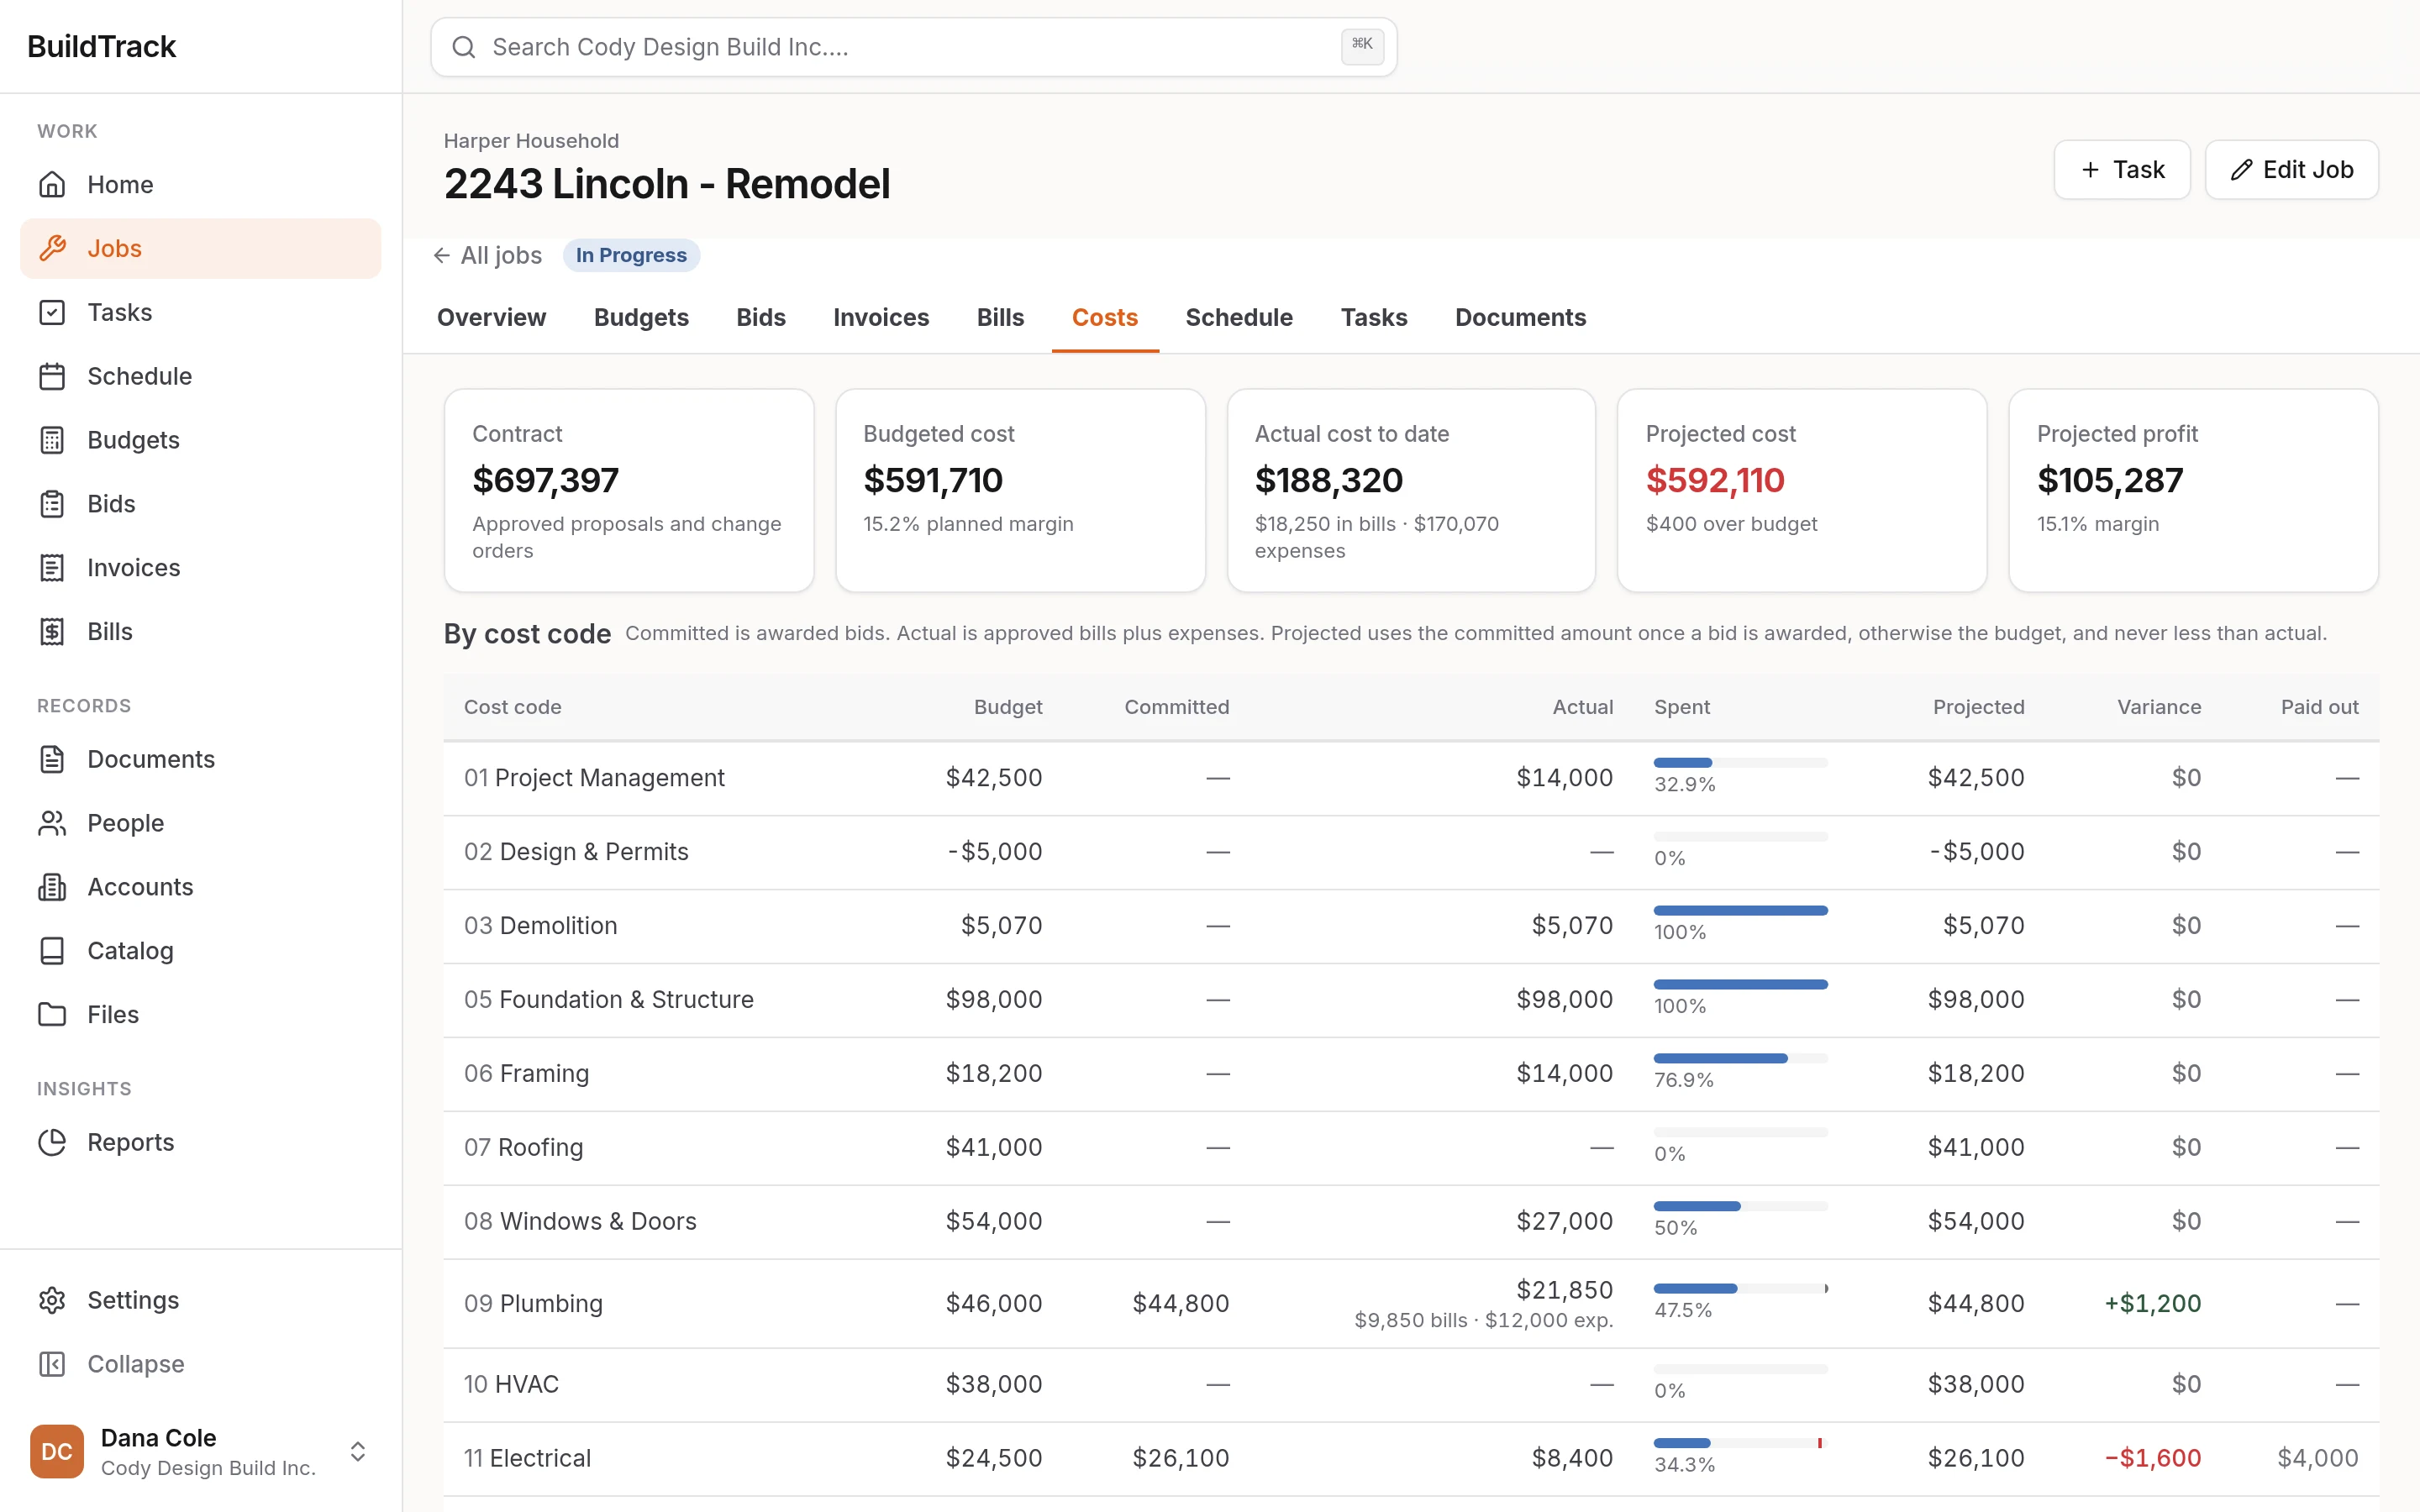 BuildTrack
Search Cody Design Build Inc....
⌘K
WORK
Home
Jobs
Tasks
Schedule
Budgets
Bids
Invoices
Bills
RECORDS
Documents
People
Accounts
Catalog
Files
INSIGHTS
Reports
Settings
Collapse
DC
Dana Cole
Cody Design Build Inc.
Harper Household
2243 Lincoln - Remodel
Task
Edit Job
All jobs
In Progress
Overview Budgets Bids Invoices Bills Costs Schedule Tasks Documents
Contract
$697,397
Approved proposals and change
orders
Budgeted cost
$591,710
15.2% planned margin
Actual cost to date
$188,320
$18,250 in bills · $170,070
expenses
Projected cost
$592,110
$400 over budget
Projected profit
$105,287
15.1% margin
By cost code Committed is awarded bids. Actual is approved bills plus expenses. Projected uses the committed amount once a bid is awarded, otherwise the budget, and never less than actual.
Cost code Budget Committed Actual Spent Projected Variance Paid out
01 Project Management $42,500 — $14,000 32.9% $42,500 $0 —
02 Design & Permits -$5,000 — — 0% -$5,000 $0 —
03 Demolition $5,070 — $5,070 100% $5,070 $0 —
05 Foundation & Structure $98,000 — $98,000 100% $98,000 $0 —
06 Framing $18,200 — $14,000 76.9% $18,200 $0 —
07 Roofing $41,000 — — 0% $41,000 $0 —
08 Windows & Doors $54,000 — $27,000 50% $54,000 $0 —
09 Plumbing $46,000 $44,800 $21,850 47.5% $44,800 +$1,200 —
$9,850 bills · $12,000 exp.
10 HVAC $38,000 — — 0% $38,000 $0 —
11 Electrical $24,500 $26,100 $8,400 34.3% $26,100 −$1,600 $4,000